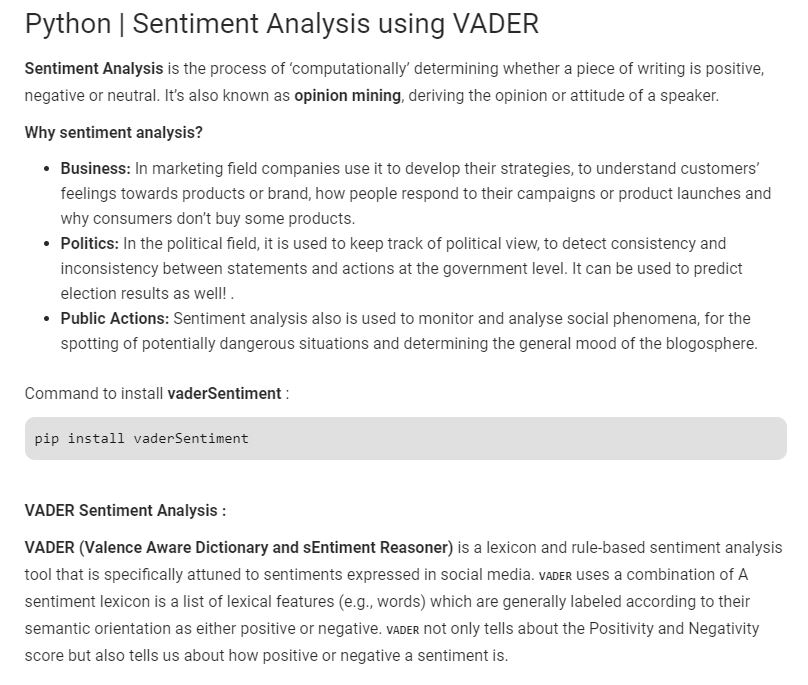 Python | Sentiment Analysis using VADER
Sentiment Analysis is the process of ‘computationally’ determining whether a piece of writing is positive,
negative or neutral. It’s also known as opinion mining, deriving the opinion or attitude of a speaker.
Why sentiment analysis?
• Business: In marketing field companies use it to develop their strategies, to understand customers’
feelings towards products or brand, how people respond to their campaigns or product launches and
why consumers don’t buy some products.
• Politics: In the political field, it is used to keep track of political view, to detect consistency and
inconsistency between statements and actions at the government level. It can be used to predict
election results as well! .
• Public Actions: Sentiment analysis also is used to monitor and analyse social phenomena, for the
spotting of potentially dangerous situations and determining the general mood of the blogosphere.
Command to install vaderSentiment :
pip install vaderSentiment
VADER Sentiment Analysis :
VADER (Valence Aware Dictionary and sEntiment Reasoner) is a lexicon and rule-based sentiment analysis
tool that is specifically attuned to sentiments expressed in social media. VADER uses a combination of A
sentiment lexicon is a list of lexical features (e.g., words) which are generally labeled according to their
semantic orientation as either positive or negative. VADER not only tells about the Positivity and Negativity
score but also tells us about how positive or negative a sentiment is.